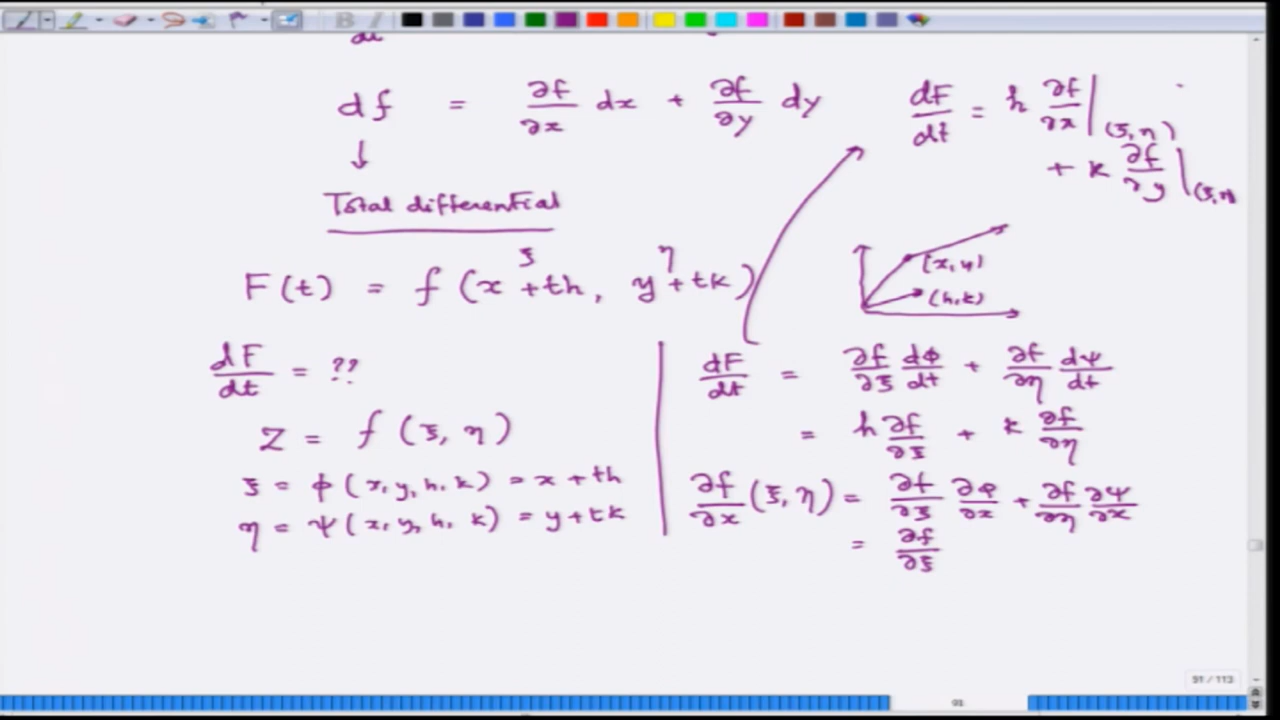 df = ∂f/∂x dx + ∂f/∂y dy
↓
Total differential
dF/dt = h ∂f/∂x |(ξ, η)
+ k ∂f/∂y |(ξ, η)
(x, y)
(h, k)
ξ η
F(t) = f(x + th, y + tk)
dF/dt = ??
Z = f(ξ, η)
ξ = φ(x, y, h, k) = x + th
η = ψ(x, y, h, k) = y + tk
dF/dt = ∂f/∂ξ dφ/dt + ∂f/∂η dψ/dt
= h ∂f/∂ξ + k ∂f/∂η
∂f/∂x (ξ, η) = ∂f/∂ξ ∂φ/∂x + ∂f/∂η ∂ψ/∂x
= ∂f/∂ξ
91 / 113
91